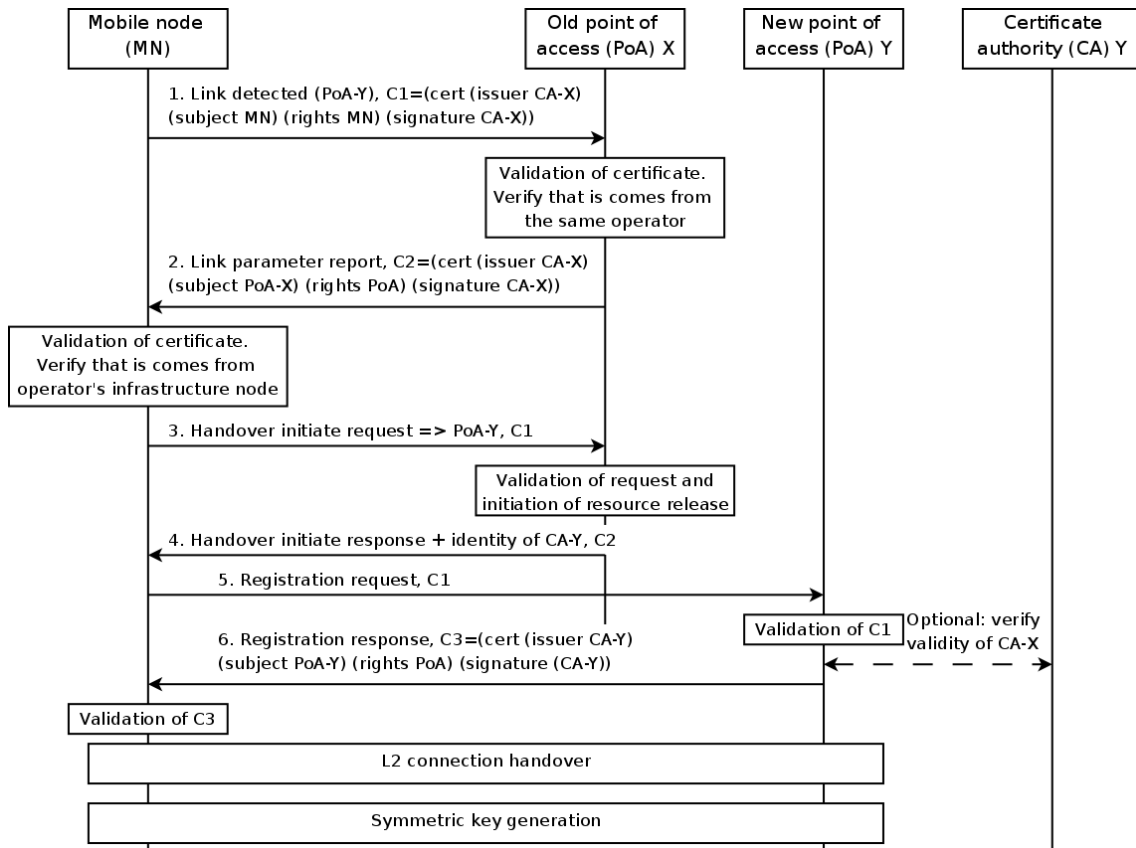 Mobile node
(MN)
Old point of
access (PoA) X
New point of
access (PoA) Y
Certificate
authority (CA) Y
1. Link detected (PoA-Y), C1=(cert (issuer CA-X)
(subject MN) (rights MN) (signature CA-X))
Validation of certificate.
Verify that is comes from
the same operator
2. Link parameter report, C2=(cert (issuer CA-X)
(subject PoA-X) (rights PoA) (signature CA-X))
Validation of certificate.
Verify that is comes from
operator's infrastructure node
3. Handover initiate request => PoA-Y, C1
Validation of request and
initiation of resource release
4. Handover initiate response + identity of CA-Y, C2
5. Registration request, C1
Validation of C1
Optional: verify
validity of CA-X
6. Registration response, C3=(cert (issuer CA-Y)
(subject PoA-Y) (rights PoA) (signature (CA-Y))
Validation of C3
L2 connection handover
Symmetric key generation